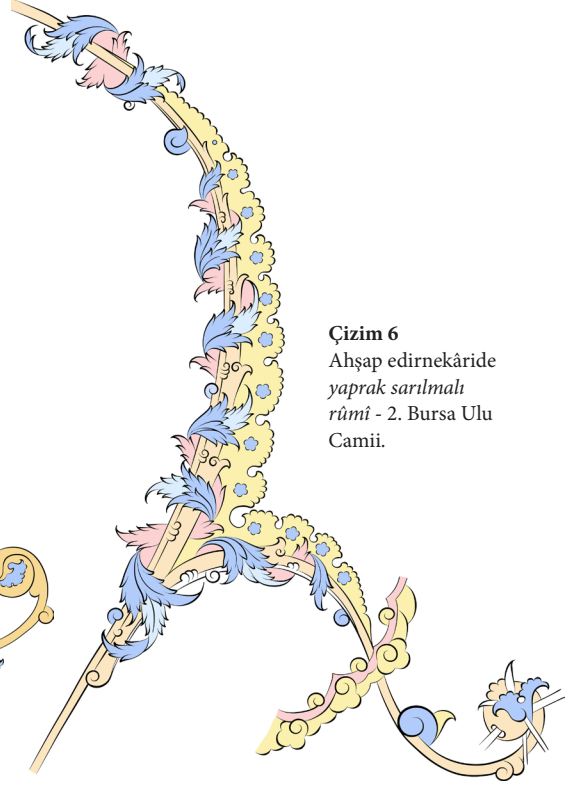 Çizim 6
Ahşap edirnekâride
yaprak sarılmalı
rûmî - 2. Bursa Ulu
Camii.